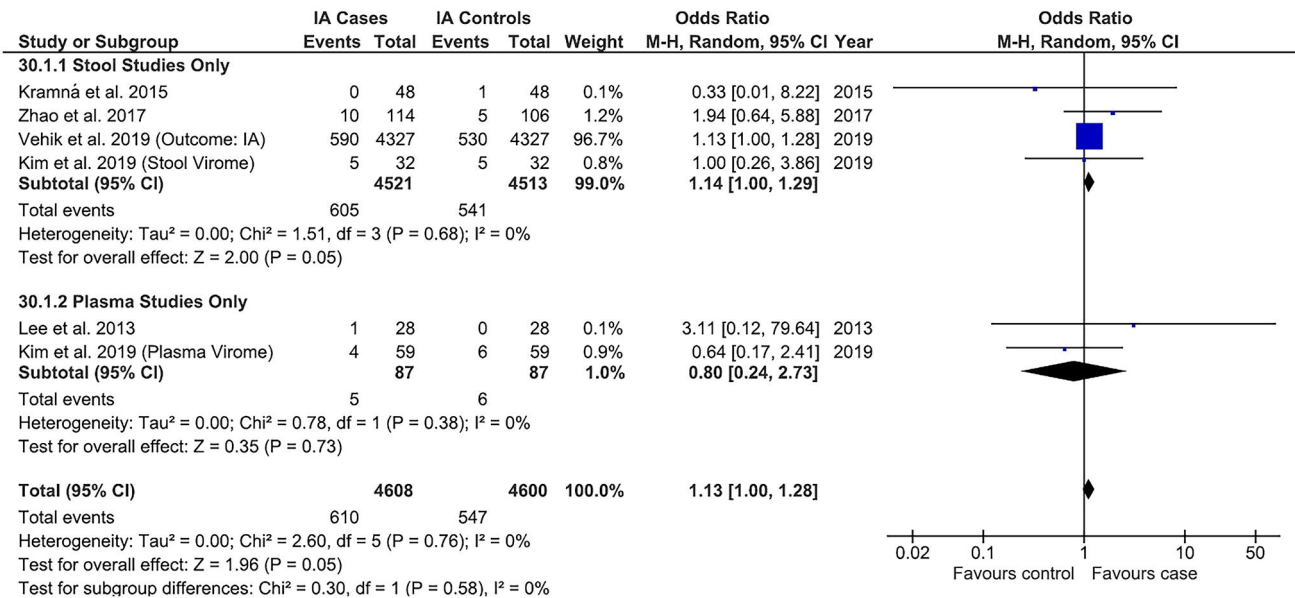 IA Cases IA Controls Odds Ratio Odds Ratio
Study or Subgroup Events Total Events Total Weight M-H, Random, 95% CI Year M-H, Random, 95% CI
30.1.1 Stool Studies Only
Kramná et al. 2015 0 48 1 48 0.1% 0.33 [0.01, 8.22] 2015
Zhao et al. 2017 10 114 5 106 1.2% 1.94 [0.64, 5.88] 2017
Vehik et al. 2019 (Outcome: IA) 590 4327 530 4327 96.7% 1.13 [1.00, 1.28] 2019
Kim et al. 2019 (Stool Virome) 5 32 5 32 0.8% 1.00 [0.26, 3.86] 2019
Subtotal (95% CI) 4521 4513 99.0% 1.14 [1.00, 1.29]
Total events 605 541
Heterogeneity: Tau² = 0.00; Chi² = 1.51, df = 3 (P = 0.68); I² = 0%
Test for overall effect: Z = 2.00 (P = 0.05)
30.1.2 Plasma Studies Only
Lee et al. 2013 1 28 0 28 0.1% 3.11 [0.12, 79.64] 2013
Kim et al. 2019 (Plasma Virome) 4 59 6 59 0.9% 0.64 [0.17, 2.41] 2019
Subtotal (95% CI) 87 87 1.0% 0.80 [0.24, 2.73]
Total events 5 6
Heterogeneity: Tau² = 0.00; Chi² = 0.78, df = 1 (P = 0.38); I² = 0%
Test for overall effect: Z = 0.35 (P = 0.73)
Total (95% CI) 4608 4600 100.0% 1.13 [1.00, 1.28]
Total events 610 547
Heterogeneity: Tau² = 0.00; Chi² = 2.60, df = 5 (P = 0.76); I² = 0%
Test for overall effect: Z = 1.96 (P = 0.05)
Test for subgroup differences: Chi² = 0.30, df = 1 (P = 0.58), I² = 0%
0.02 0.1 1 10 50
Favours control Favours case